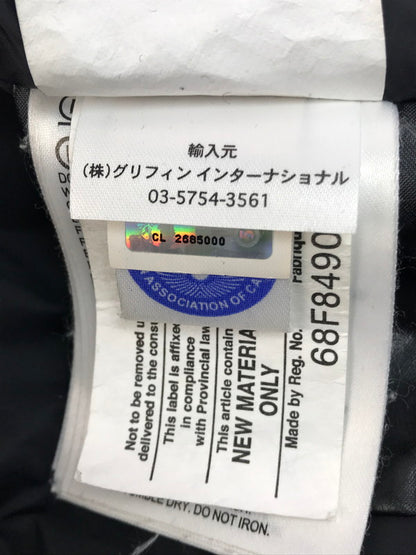 輸入元
(株)グリフィン インターナショナル
03-5754-3561
CL 2685000
ASSOCIATION OF CA
Not to be removed u
delivered to the cons
This label is affixed
in compliance
with Provincial law
This article contain
NEW MATERIA
ONLY
Made by Reg. No.
68F8490
Fabriqu
DRY. DO NOT IRON.